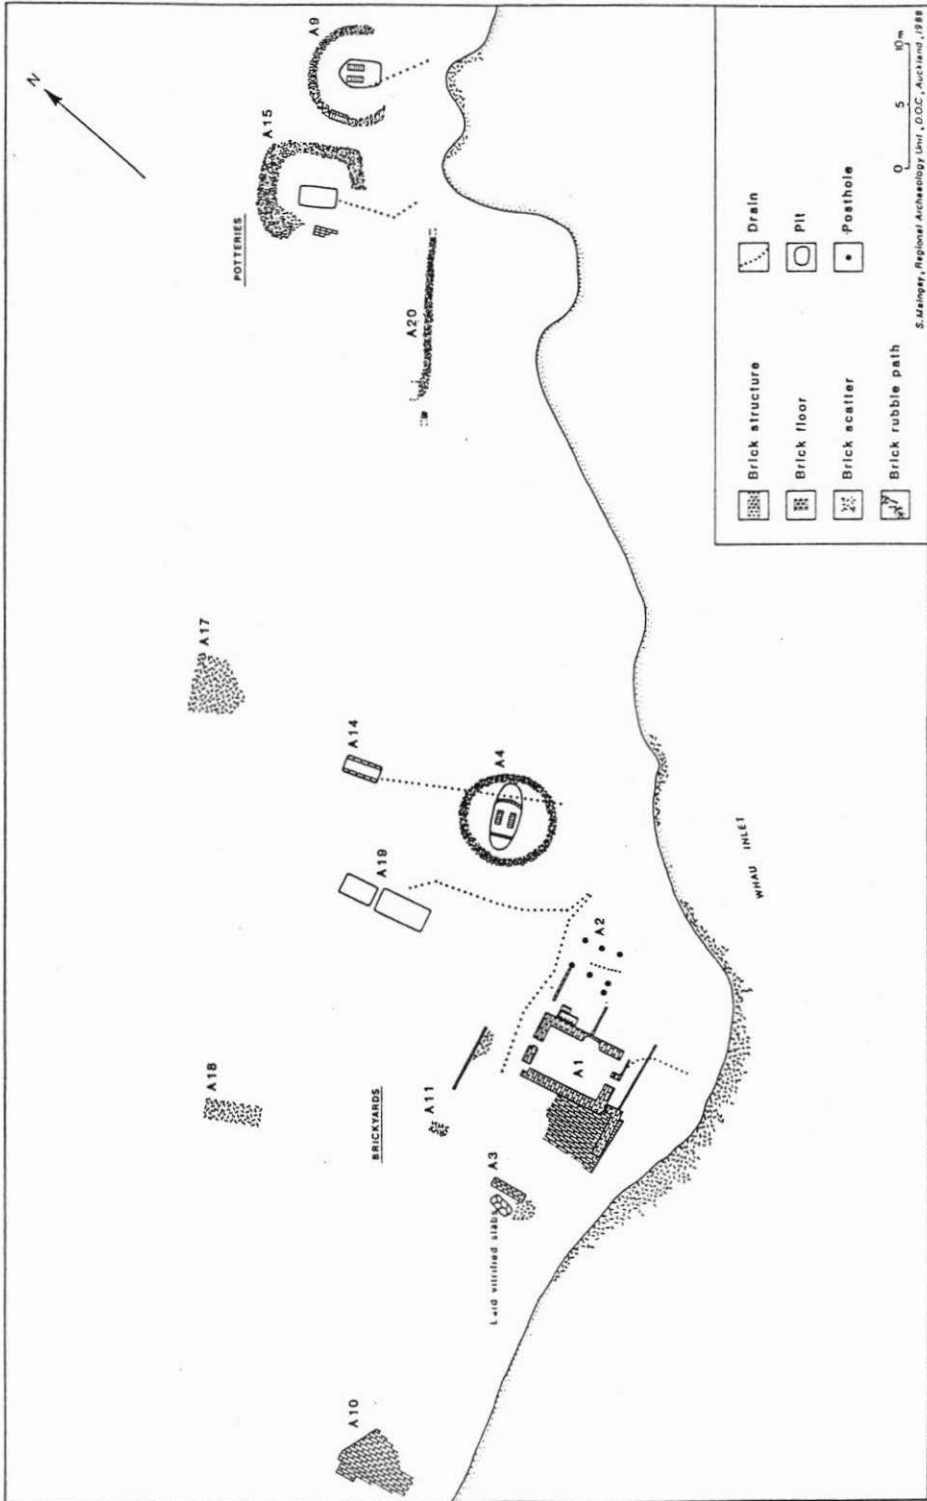 N
A9
A15
POTTERIES
A20
A17
A14
A4
A19
A2
A18
BRICKYARDS
A11
A1
A3
Laid vitrified slabs
A10
WHAU INLET
Brick structure
Brick floor
Brick scatter
Brick rubble path
Drain
Pit
Posthole
0 5 10m
S. Maingay, Regional Archaeology Unit, D.O.C, Auckland, 1988